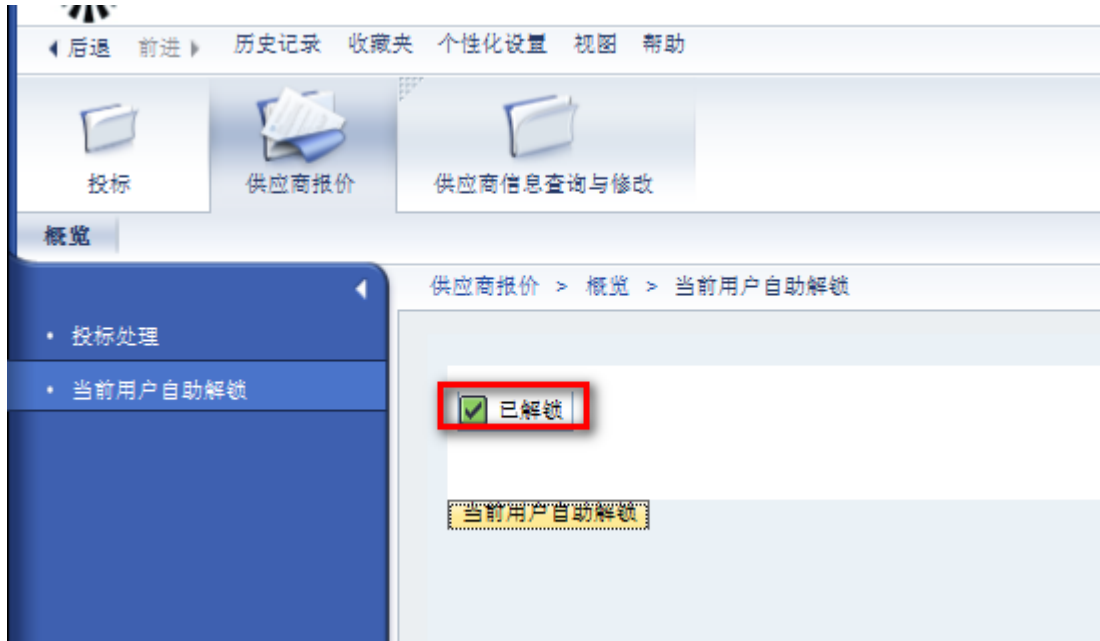 后退 前进 历史记录 收藏夹 个性化设置 视图 帮助
投标 供应商报价 供应商信息查询与修改
概览
供应商报价 > 概览 > 当前用户自助解锁
• 投标处理
• 当前用户自助解锁
已解锁
当前用户自助解锁